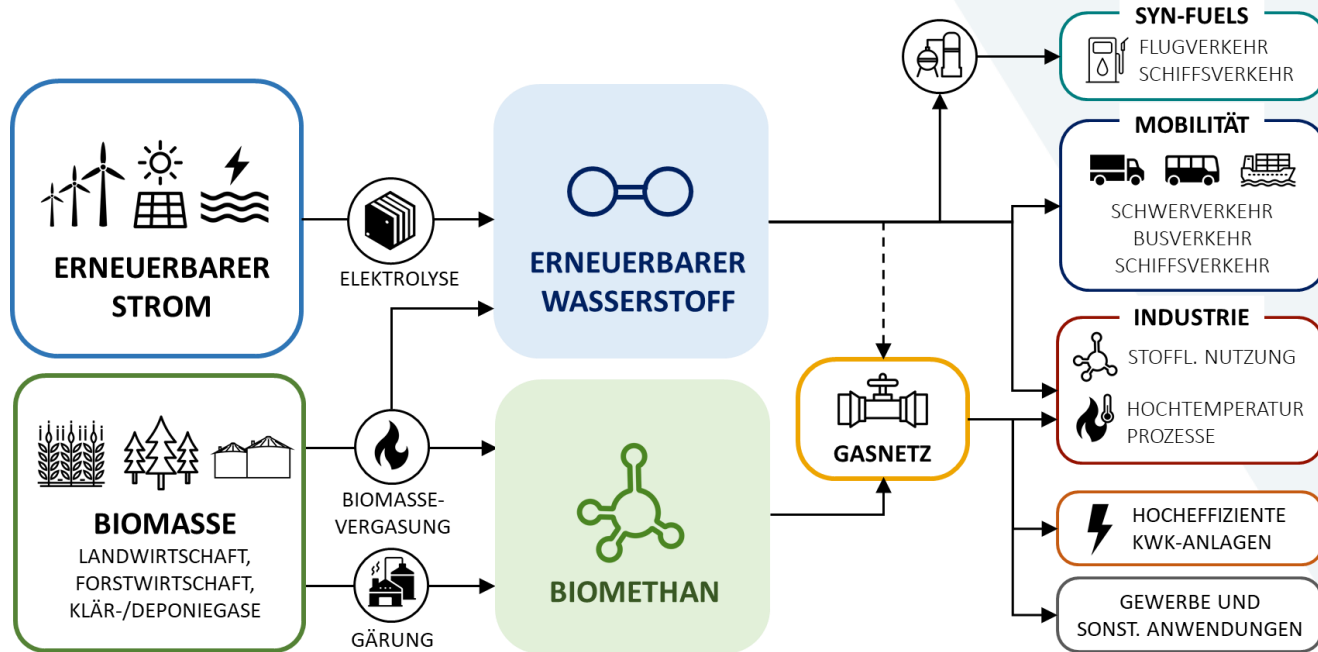 ERNEUERBARER
STROM
ELEKTROLYSE
ERNEUERBARER
WASSERSTOFF
BIOMASSE
LANDWIRTSCHAFT,
FORSTWIRTSCHAFT,
KLÄR-/DEPONIEGASE
BIOMASSE-
VERGASUNG
GÄRUNG
BIOMETHAN
GASNETZ
SYN-FUELS
FLUGVERKEHR
SCHIFFSVERKEHR
MOBILITÄT
SCHWERVERKEHR
BUSVERKEHR
SCHIFFSVERKEHR
INDUSTRIE
STOFFL. NUTZUNG
HOCHTEMPERATUR
PROZESSE
HOCHEFFIZIENTE
KWK-ANLAGEN
GEWERBE UND
SONST. ANWENDUNGEN